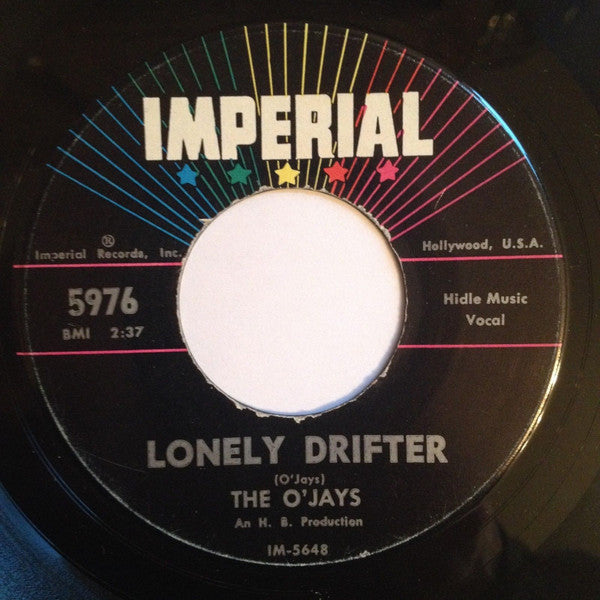 IMPERIAL
®
Imperial Records, Inc.
Hollywood, U.S.A.
5976
BMI 2:37
Hidle Music
Vocal
LONELY DRIFTER
(O'Jays)
THE O'JAYS
An H. B. Production
IM-5648